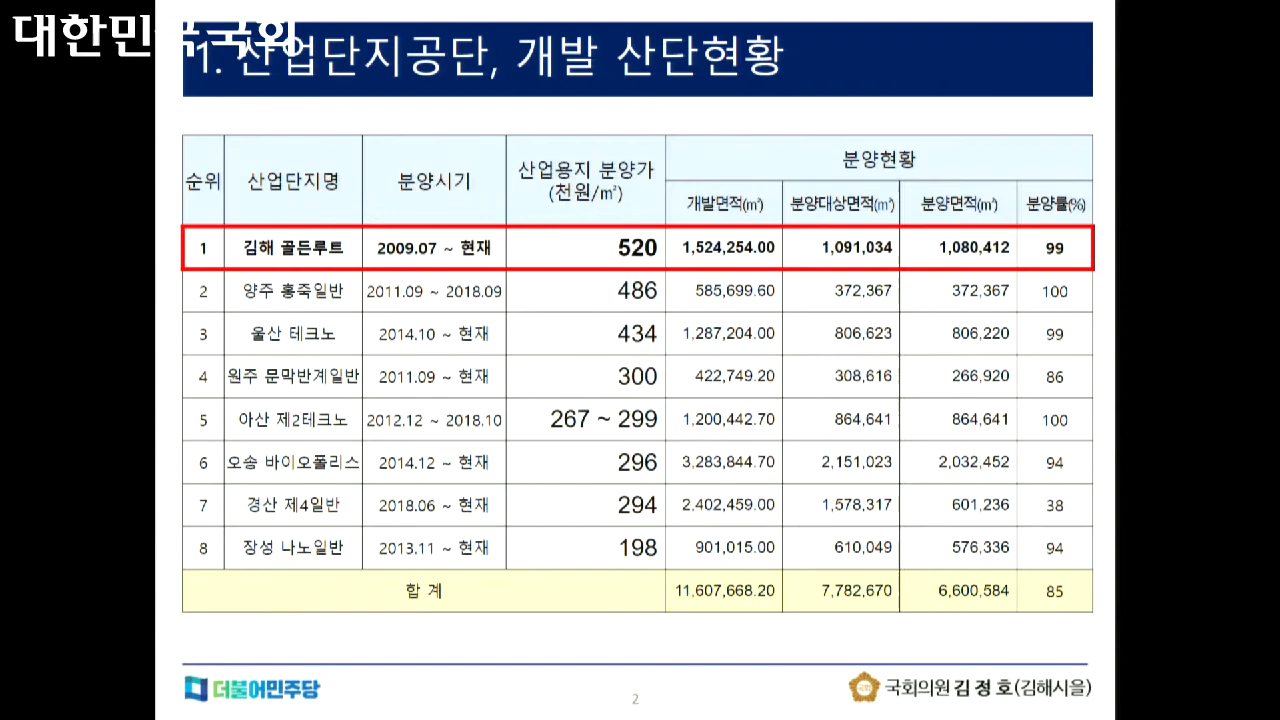 대한민국국회
1. 산업단지공단, 개발 산단현황
순위 산업단지명 분양시기 산업용지 분양가 (천원/㎡) 분양현황
개발면적(㎡) 분양대상면적(㎡) 분양면적(㎡) 분양률(%)
1 김해 골든루트 2009.07 ~ 현재 520 1,524,254.00 1,091,034 1,080,412 99
2 양주 홍죽일반 2011.09 ~ 2018.09 486 585,699.60 372,367 372,367 100
3 울산 테크노 2014.10 ~ 현재 434 1,287,204.00 806,623 806,220 99
4 원주 문막반계일반 2011.09 ~ 현재 300 422,749.20 308,616 266,920 86
5 아산 제2테크노 2012.12 ~ 2018.10 267 ~ 299 1,200,442.70 864,641 864,641 100
6 오송 바이오폴리스 2014.12 ~ 현재 296 3,283,844.70 2,151,023 2,032,452 94
7 경산 제4일반 2018.06 ~ 현재 294 2,402,459.00 1,578,317 601,236 38
8 장성 나노일반 2013.11 ~ 현재 198 901,015.00 610,049 576,336 94
합 계 11,607,668.20 7,782,670 6,600,584 85
더불어민주당
2
국회의원 김 정 호(김해시을)